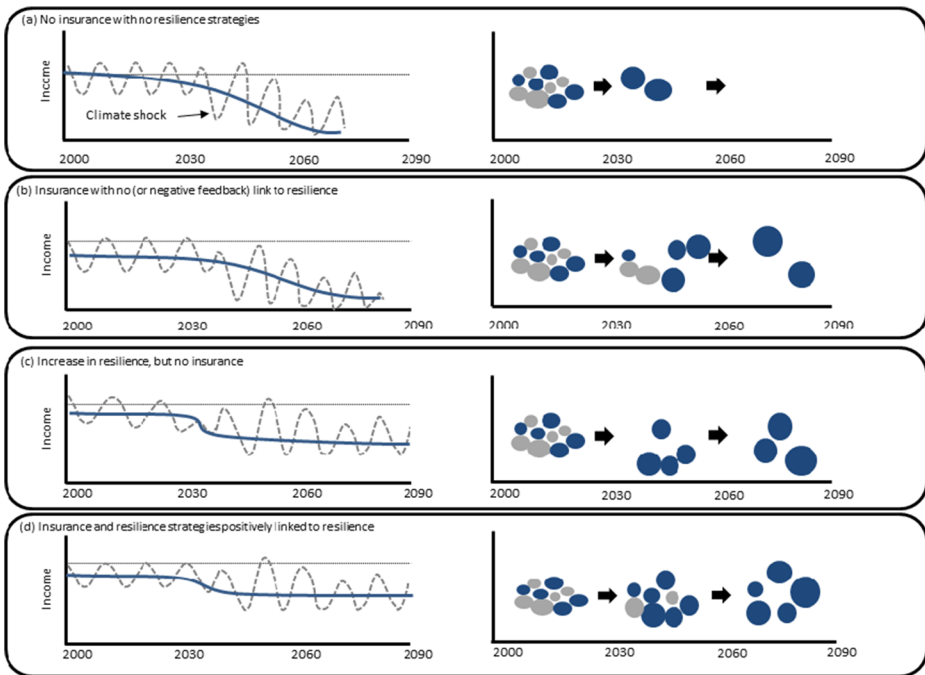 (a) No insurance with no resilience strategies
Income
Climate shock
2000 2030 2060 2090
2000 2030 2060 2090
(b) Insurance with no (or negative feedback) link to resilience
Income
2000 2030 2060 2090
2000 2030 2060 2090
(c) Increase in resilience, but no insurance
Income
2000 2030 2060 2090
2000 2030 2060 2090
(d) Insurance and resilience strategies positively linked to resilience
Income
2000 2030 2060 2090
2000 2030 2060 2090